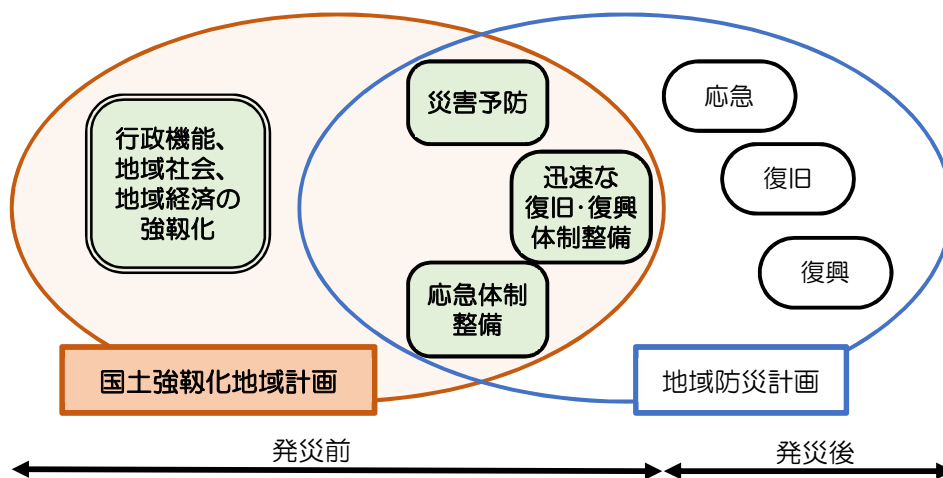 行政機能、
地域社会、
地域経済の
強靱化
災害予防
迅速な
復旧・復興
体制整備
応急体制
整備
応急
復旧
復興
国土強靱化地域計画
地域防災計画
発災前
発災後